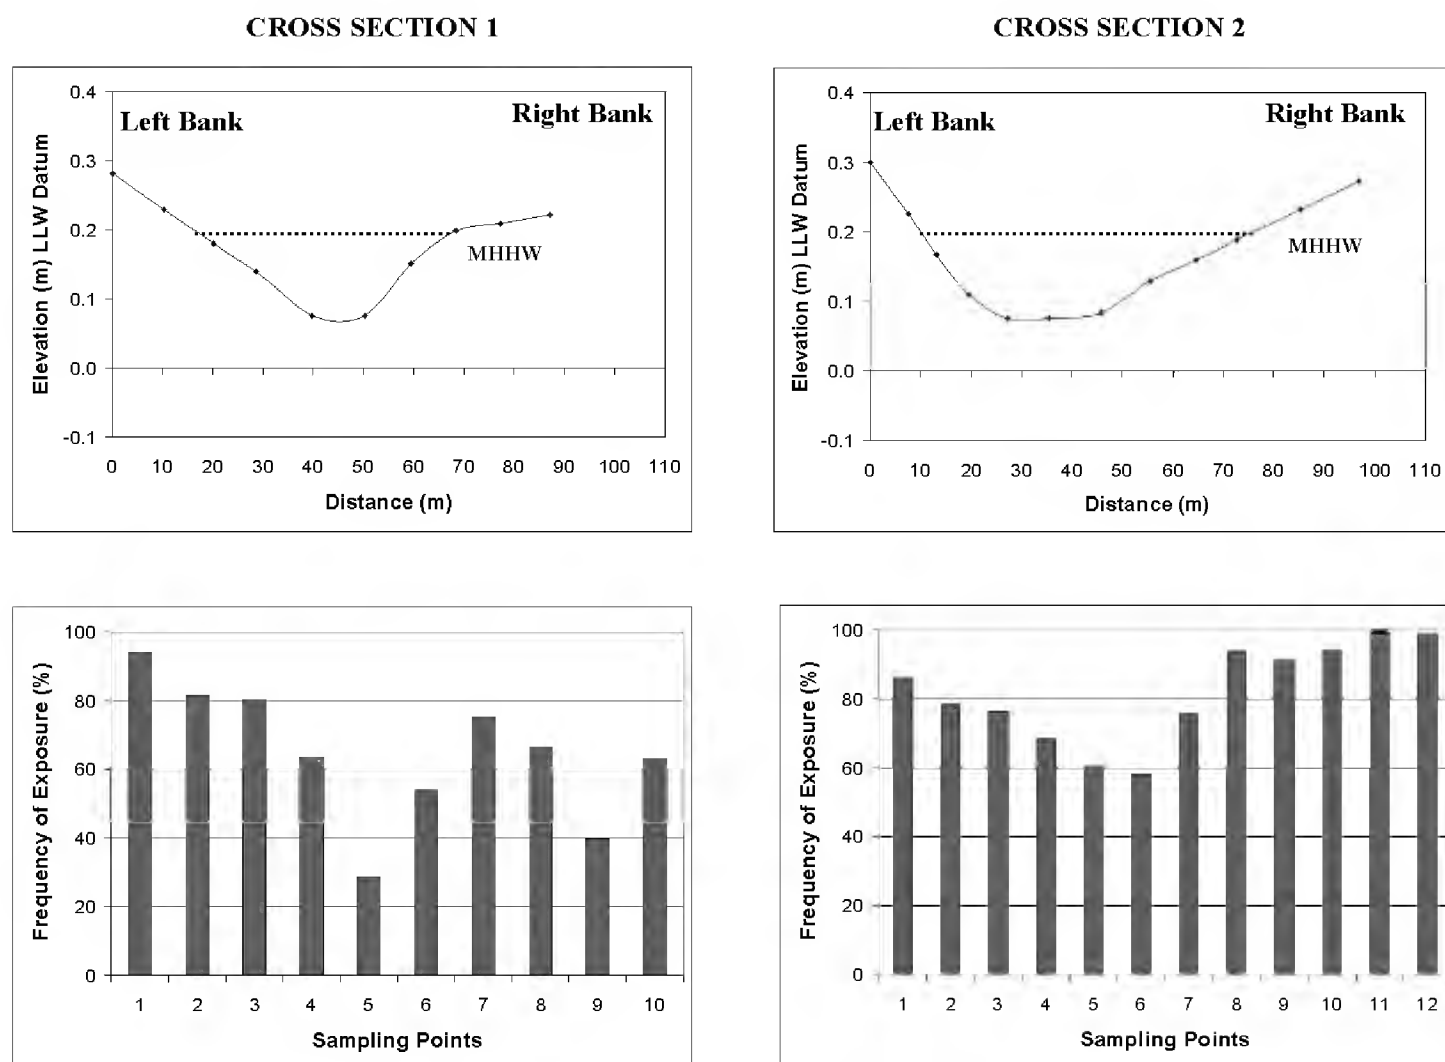 CROSS SECTION 1
CROSS SECTION 2
0.4
0.3
0.2
0.1
0.0
-0.1
Elevation (m) LLW Datum
Left Bank
Right Bank
MHHW
0 10 20 30 40 50 60 70 80 90 100 110
Distance (m)
0.4
0.3
0.2
0.1
0.0
-0.1
Elevation (m) LLW Datum
Left Bank
Right Bank
MHHW
0 10 20 30 40 50 60 70 80 90 100 110
Distance (m)
100
80
60
40
20
0
Frequency of Exposure (%)
1 2 3 4 5 6 7 8 9 10
Sampling Points
100
80
60
40
20
0
Frequency of Exposure (%)
1 2 3 4 5 6 7 8 9 10 11 12
Sampling Points